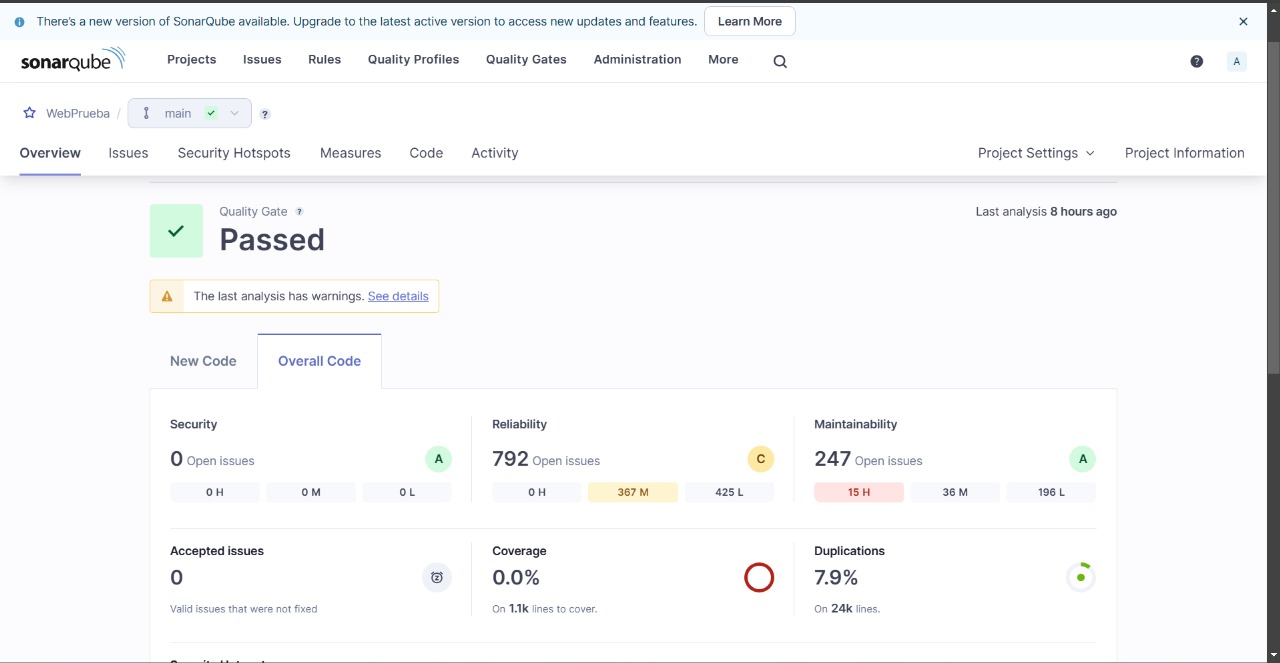 There's a new version of SonarQube available. Upgrade to the latest active version to access new updates and features. Learn More
sonarqube Projects Issues Rules Quality Profiles Quality Gates Administration More ? A
WebPrueba / main ?
Overview Issues Security Hotspots Measures Code Activity Project Settings Project Information
Quality Gate ? Last analysis 8 hours ago
Passed
The last analysis has warnings. See details
New Code Overall Code
Security Reliability Maintainability
0 Open issues A 792 Open issues C 247 Open issues A
0 H 0 M 0 L 0 H 367 M 425 L 15 H 36 M 196 L
Accepted issues Coverage Duplications
0 0.0% 7.9%
Valid issues that were not fixed On 1.1k lines to cover. On 24k lines.